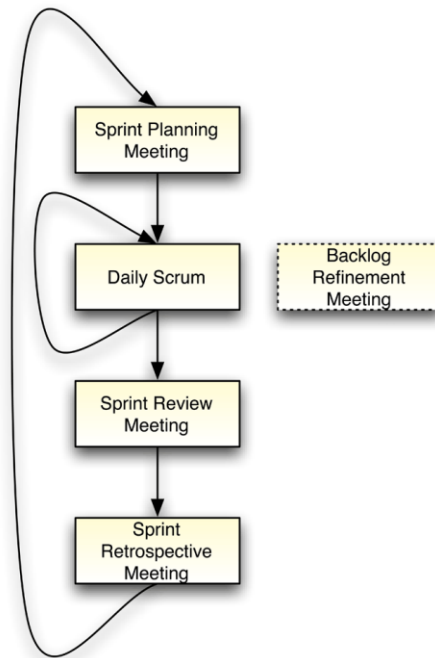 Sprint Planning
Meeting
Daily Scrum
Backlog
Refinement
Meeting
Sprint Review
Meeting
Sprint
Retrospective
Meeting